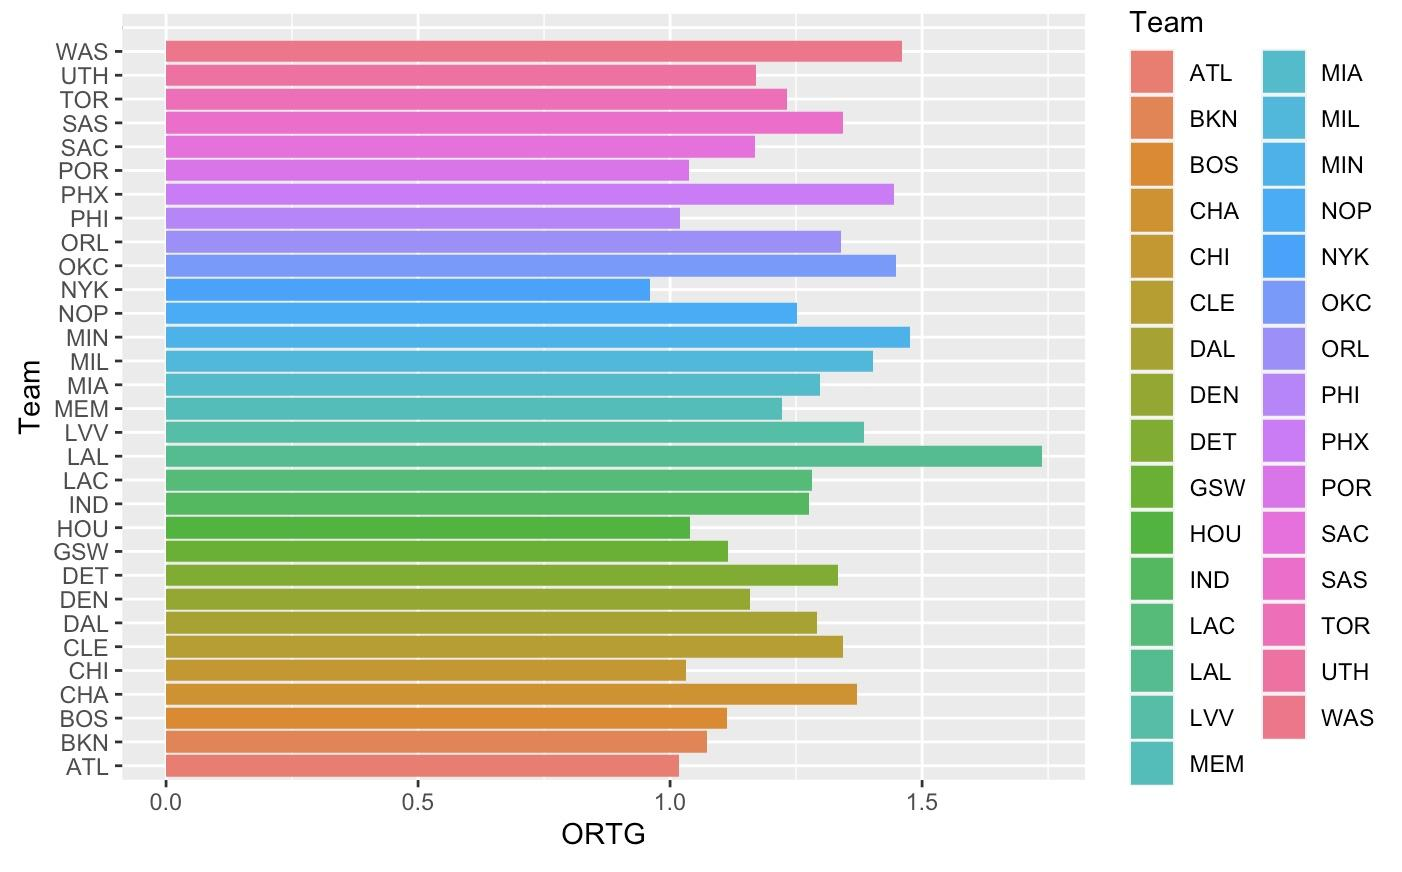 WAS
UTH
TOR
SAS
SAC
POR
PHX
PHI
ORL
OKC
NYK
NOP
MIN
MIL
MIA
MEM
LVV
LAL
LAC
IND
HOU
GSW
DET
DEN
DAL
CLE
CHI
CHA
BOS
BKN
ATL
Team
0.0 0.5 1.0 1.5
ORTG
Team
ATL
BKN
BOS
CHA
CHI
CLE
DAL
DEN
DET
GSW
HOU
IND
LAC
LAL
LVV
MEM
MIA
MIL
MIN
NOP
NYK
OKC
ORL
PHI
PHX
POR
SAC
SAS
TOR
UTH
WAS